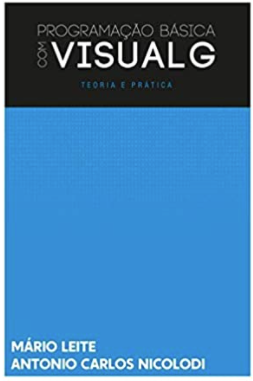 PROGRAMAÇÃO BÁSICA
COM VISUALG
TEORIA E PRÁTICA
MÁRIO LEITE
ANTONIO CARLOS NICOLODI